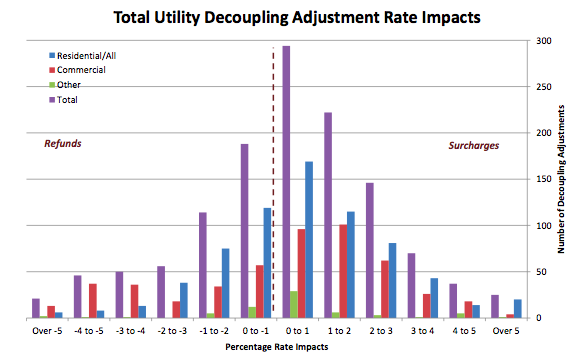 Total Utility Decoupling Adjustment Rate Impacts
Residential/All
Commercial
Other
Total
Refunds
Surcharges
300
250
200
150
100
50
0
Number of Decoupling Adjustments
Over -5
-4 to -5
-3 to -4
-2 to -3
-1 to -2
0 to -1
0 to 1
1 to 2
2 to 3
3 to 4
4 to 5
Over 5
Percentage Rate Impacts